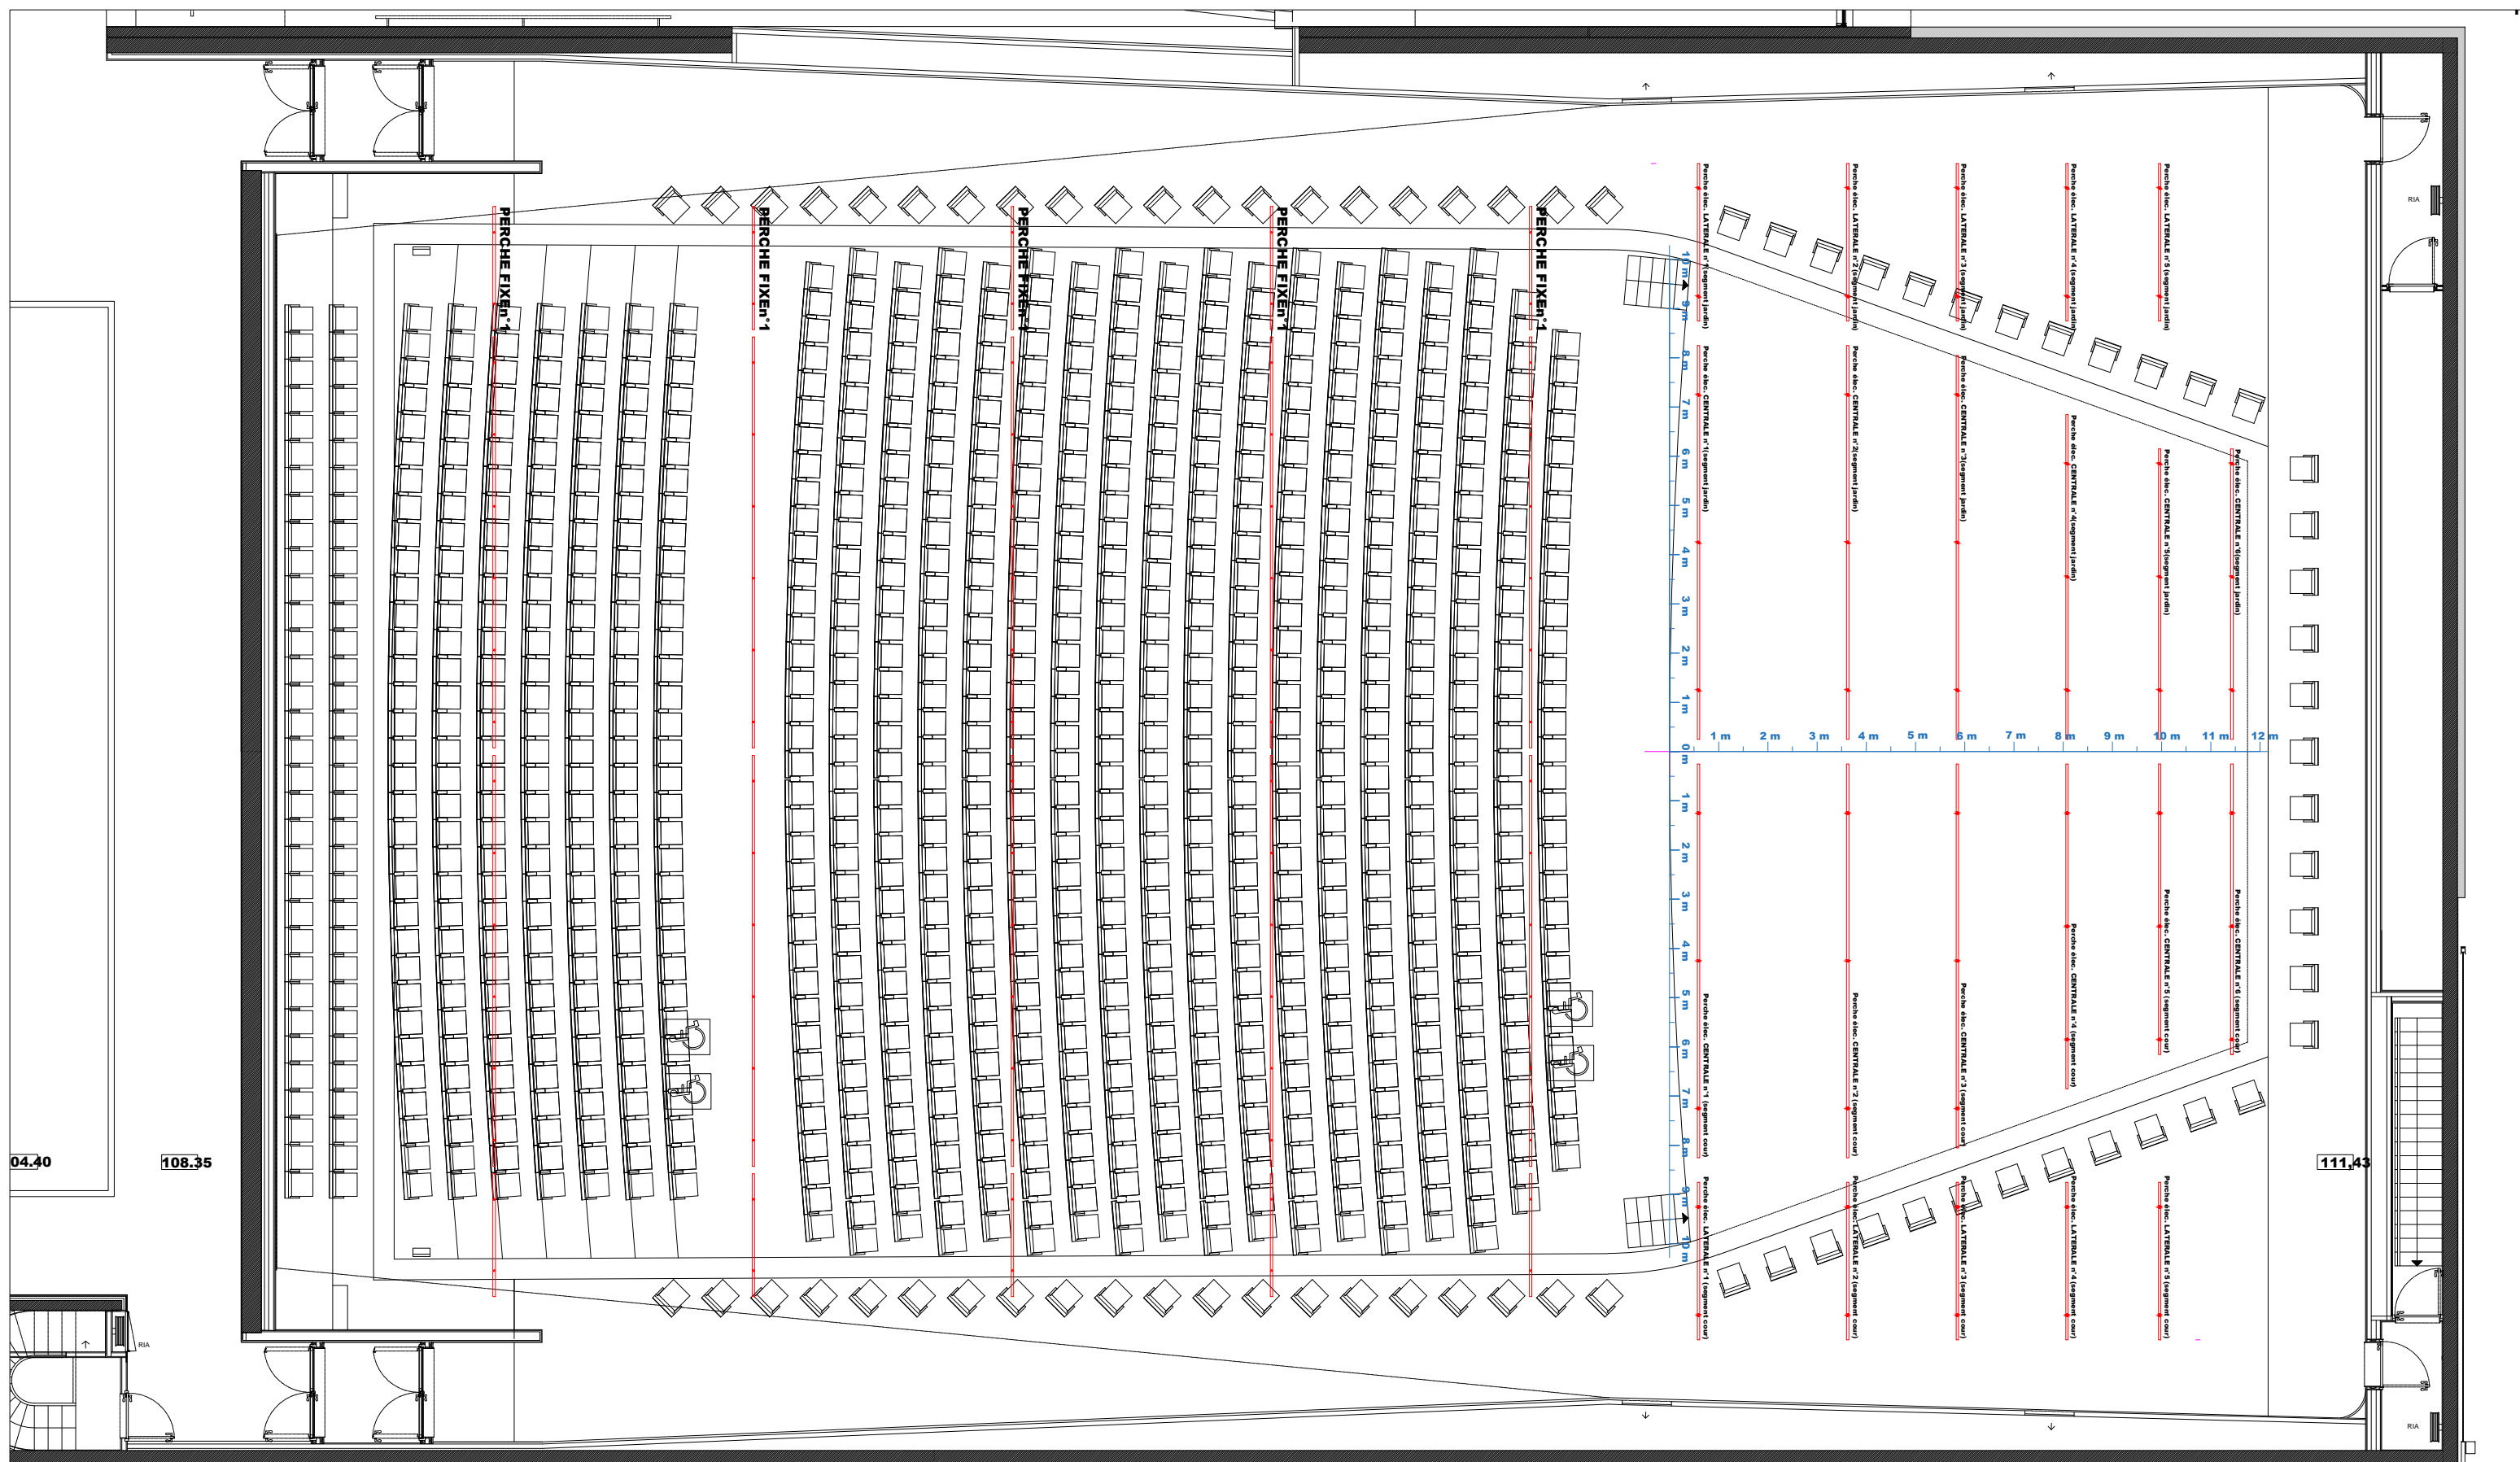 PERCHE FIXEn°1
PERCHE FIXEn°1
PERCHE FIXEn°1
PERCHE FIXEn°1
PERCHE FIXEn°1
Perche élec. LATERALE n°1 (segment jardin)
Perche élec. LATERALE n°2 (segment jardin)
Perche élec. LATERALE n°3 (segment jardin)
Perche élec. LATERALE n°4 (segment jardin)
Perche élec. LATERALE n°5 (segment jardin)
RIA
10 m
9 m
8 m
7 m
6 m
5 m
4 m
3 m
2 m
1 m
0 m
Perche élec. CENTRALE n°1(segment jardin)
Perche élec. CENTRALE n°2(segment jardin)
Perche élec. CENTRALE n°3(segment jardin)
Perche élec. CENTRALE n°4(segment jardin)
Perche élec. CENTRALE n°5(segment jardin)
Perche élec. CENTRALE n°6(segment jardin)
1 m
2 m
3 m
4 m
5 m
6 m
7 m
8 m
9 m
10 m
11 m
12 m
1 m
2 m
3 m
4 m
5 m
6 m
7 m
8 m
9 m
10 m
Perche élec. CENTRALE n°1 (segment cour)
Perche élec. CENTRALE n°2 (segment cour)
Perche élec. CENTRALE n°3 (segment cour)
Perche élec. CENTRALE n°4 (segment cour)
Perche élec. CENTRALE n°5 (segment cour)
Perche élec. CENTRALE n°6 (segment cour)
04.40
108.35
111,43
Perche élec. LATERALE n°1 (segment cour)
Perche élec. LATERALE n°2 (segment cour)
Perche élec. LATERALE n°3 (segment cour)
Perche élec. LATERALE n°4 (segment cour)
Perche élec. LATERALE n°5 (segment cour)
RIA
RIA